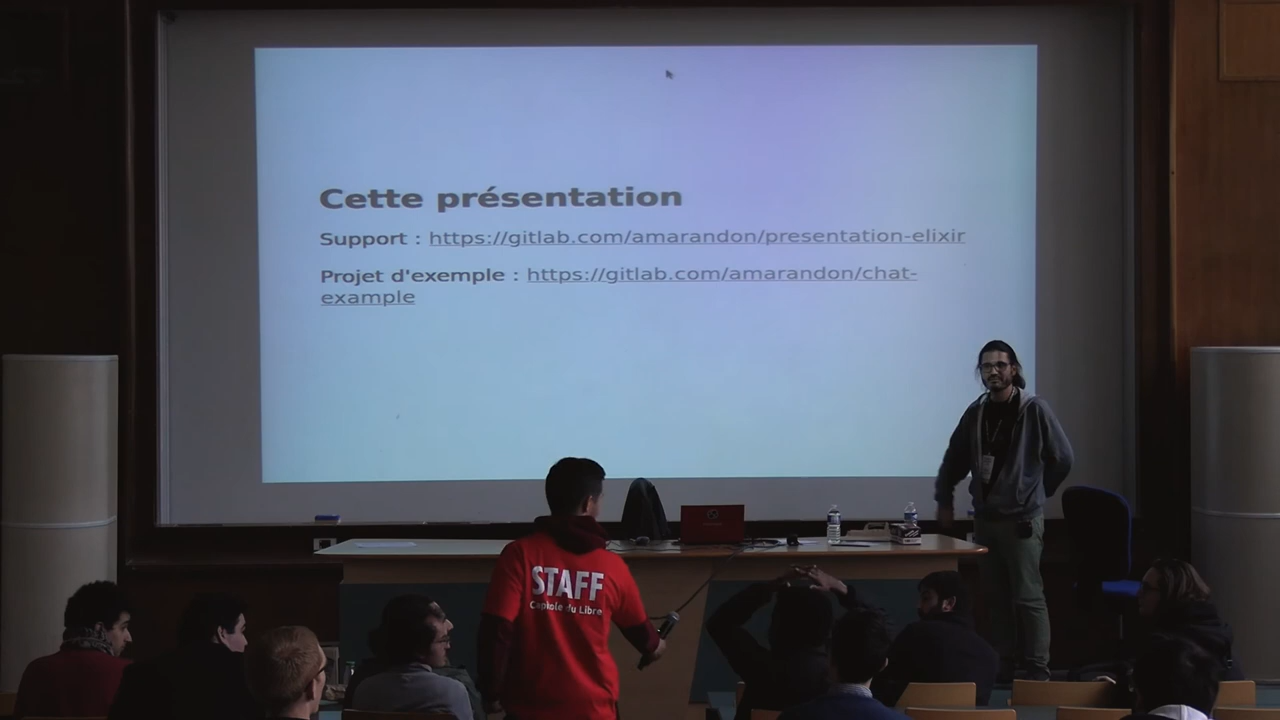 Cette présentation
Support : https://gitlab.com/amarandon/presentation-elixir
Projet d'exemple : https://gitlab.com/amarandon/chat-
example
STAFF
Capitole du Libre